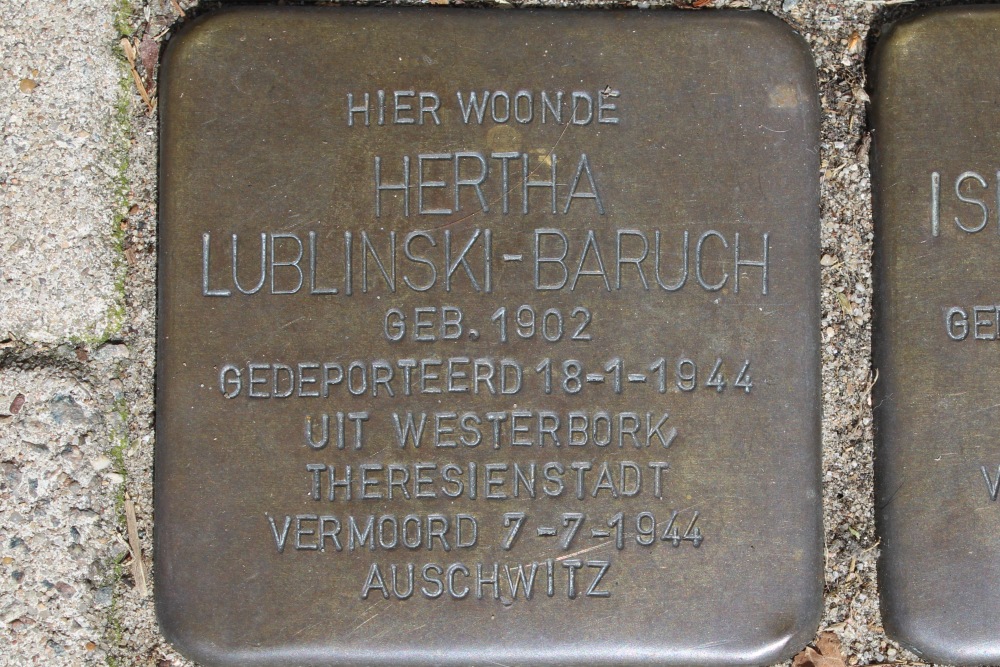 HIER WOONDE
HERTHA
LUBLINSKI-BARUCH
GEB. 1902
GEDEPORTEERD 18-1-1944
UIT WESTERBORK
THERESIENSTADT
VERMOORD 7-7-1944
AUSCHWITZ